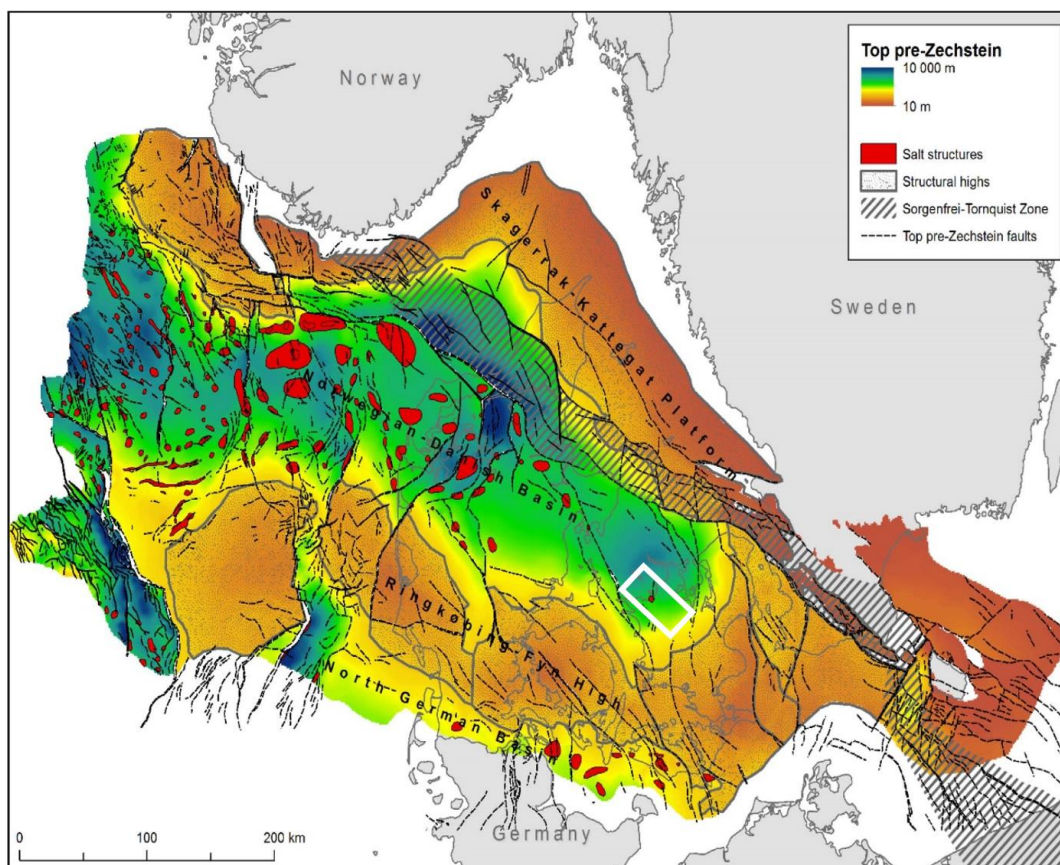 Norway
Top pre-Zechstein
10 000 m
10 m
Salt structures
Structural highs
Sorgenfrei-Tornquist Zone
Top pre-Zechstein faults
Skagerrak-Kattegat Platform
Sweden
Norwegian Danish Basin
Ringkøbing-Fyn High
North-German Basin
Germany
0 100 200 km